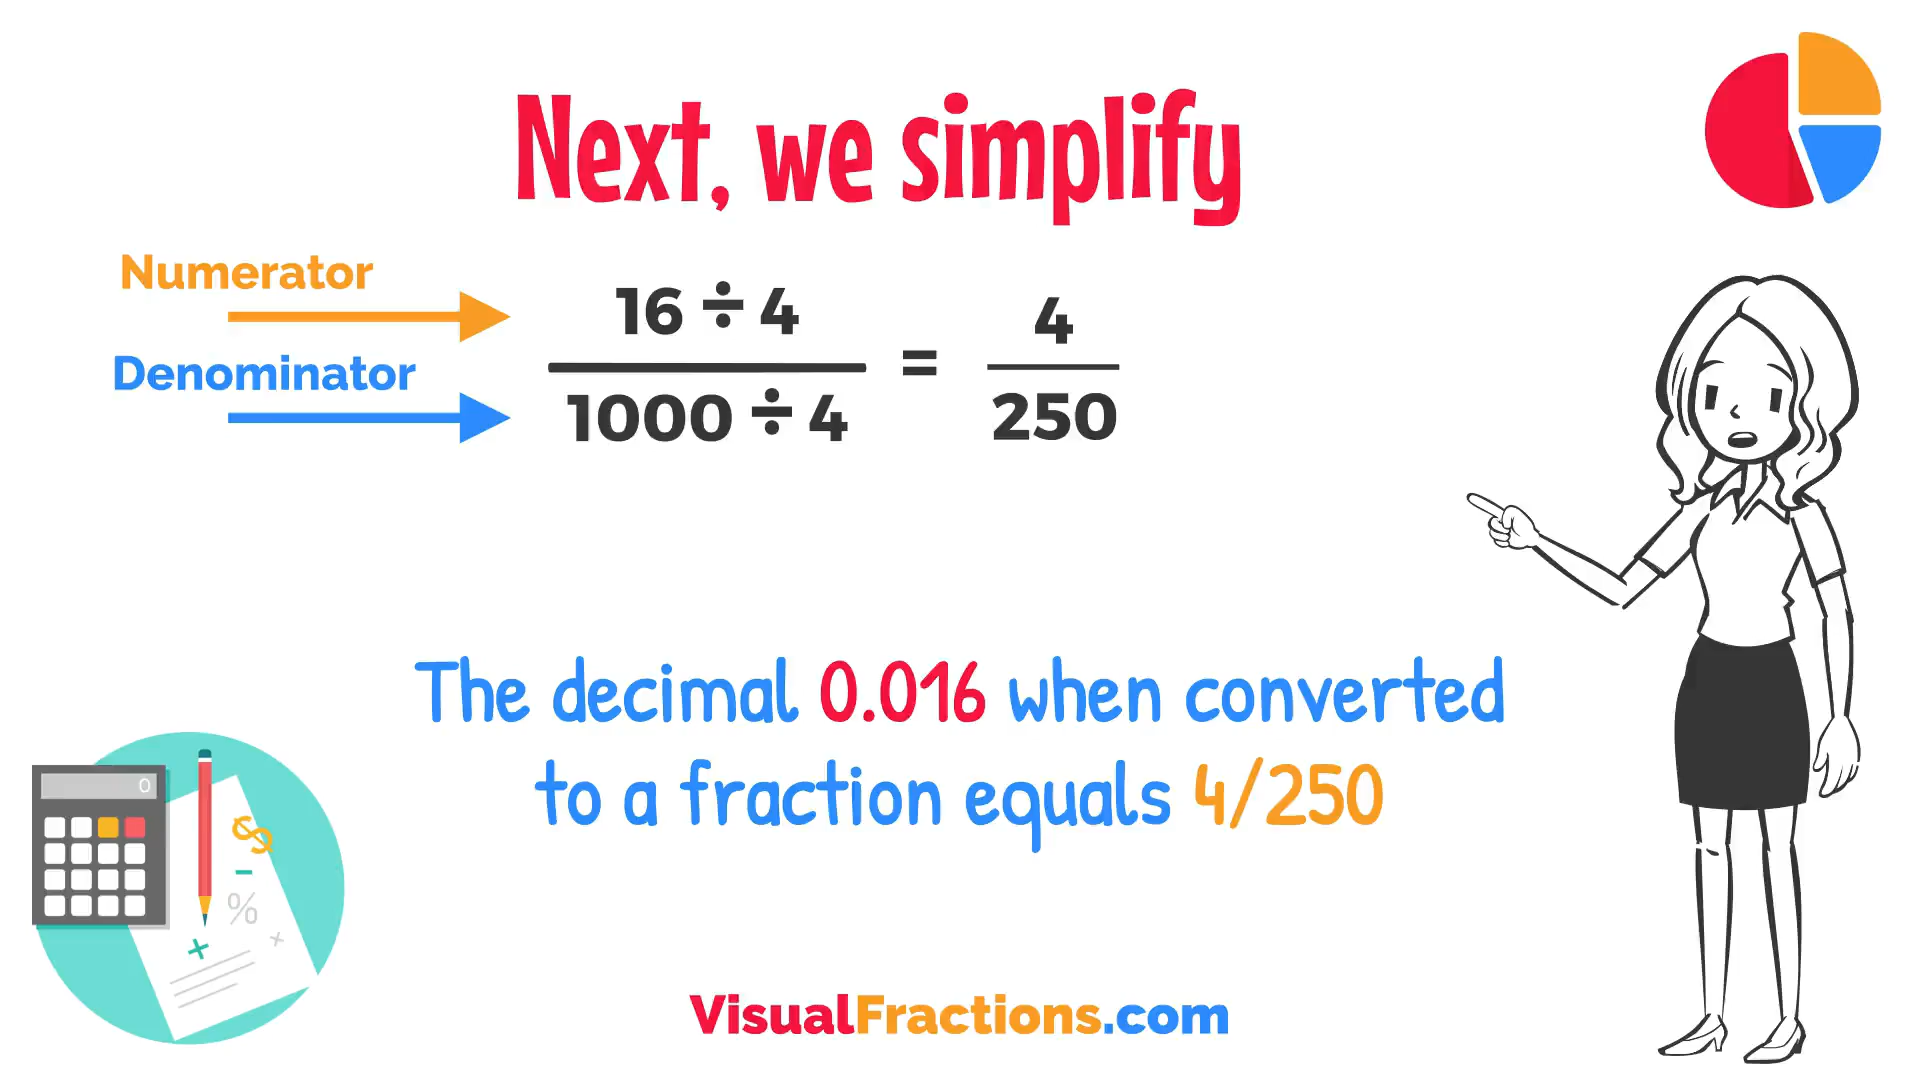 Next, we simplify
Numerator
Denominator
16 ÷ 4
1000 ÷ 4
=
4
250
The decimal 0.016 when converted
to a fraction equals 4/250
0
$
-
%
+
×
VisualFractions.com